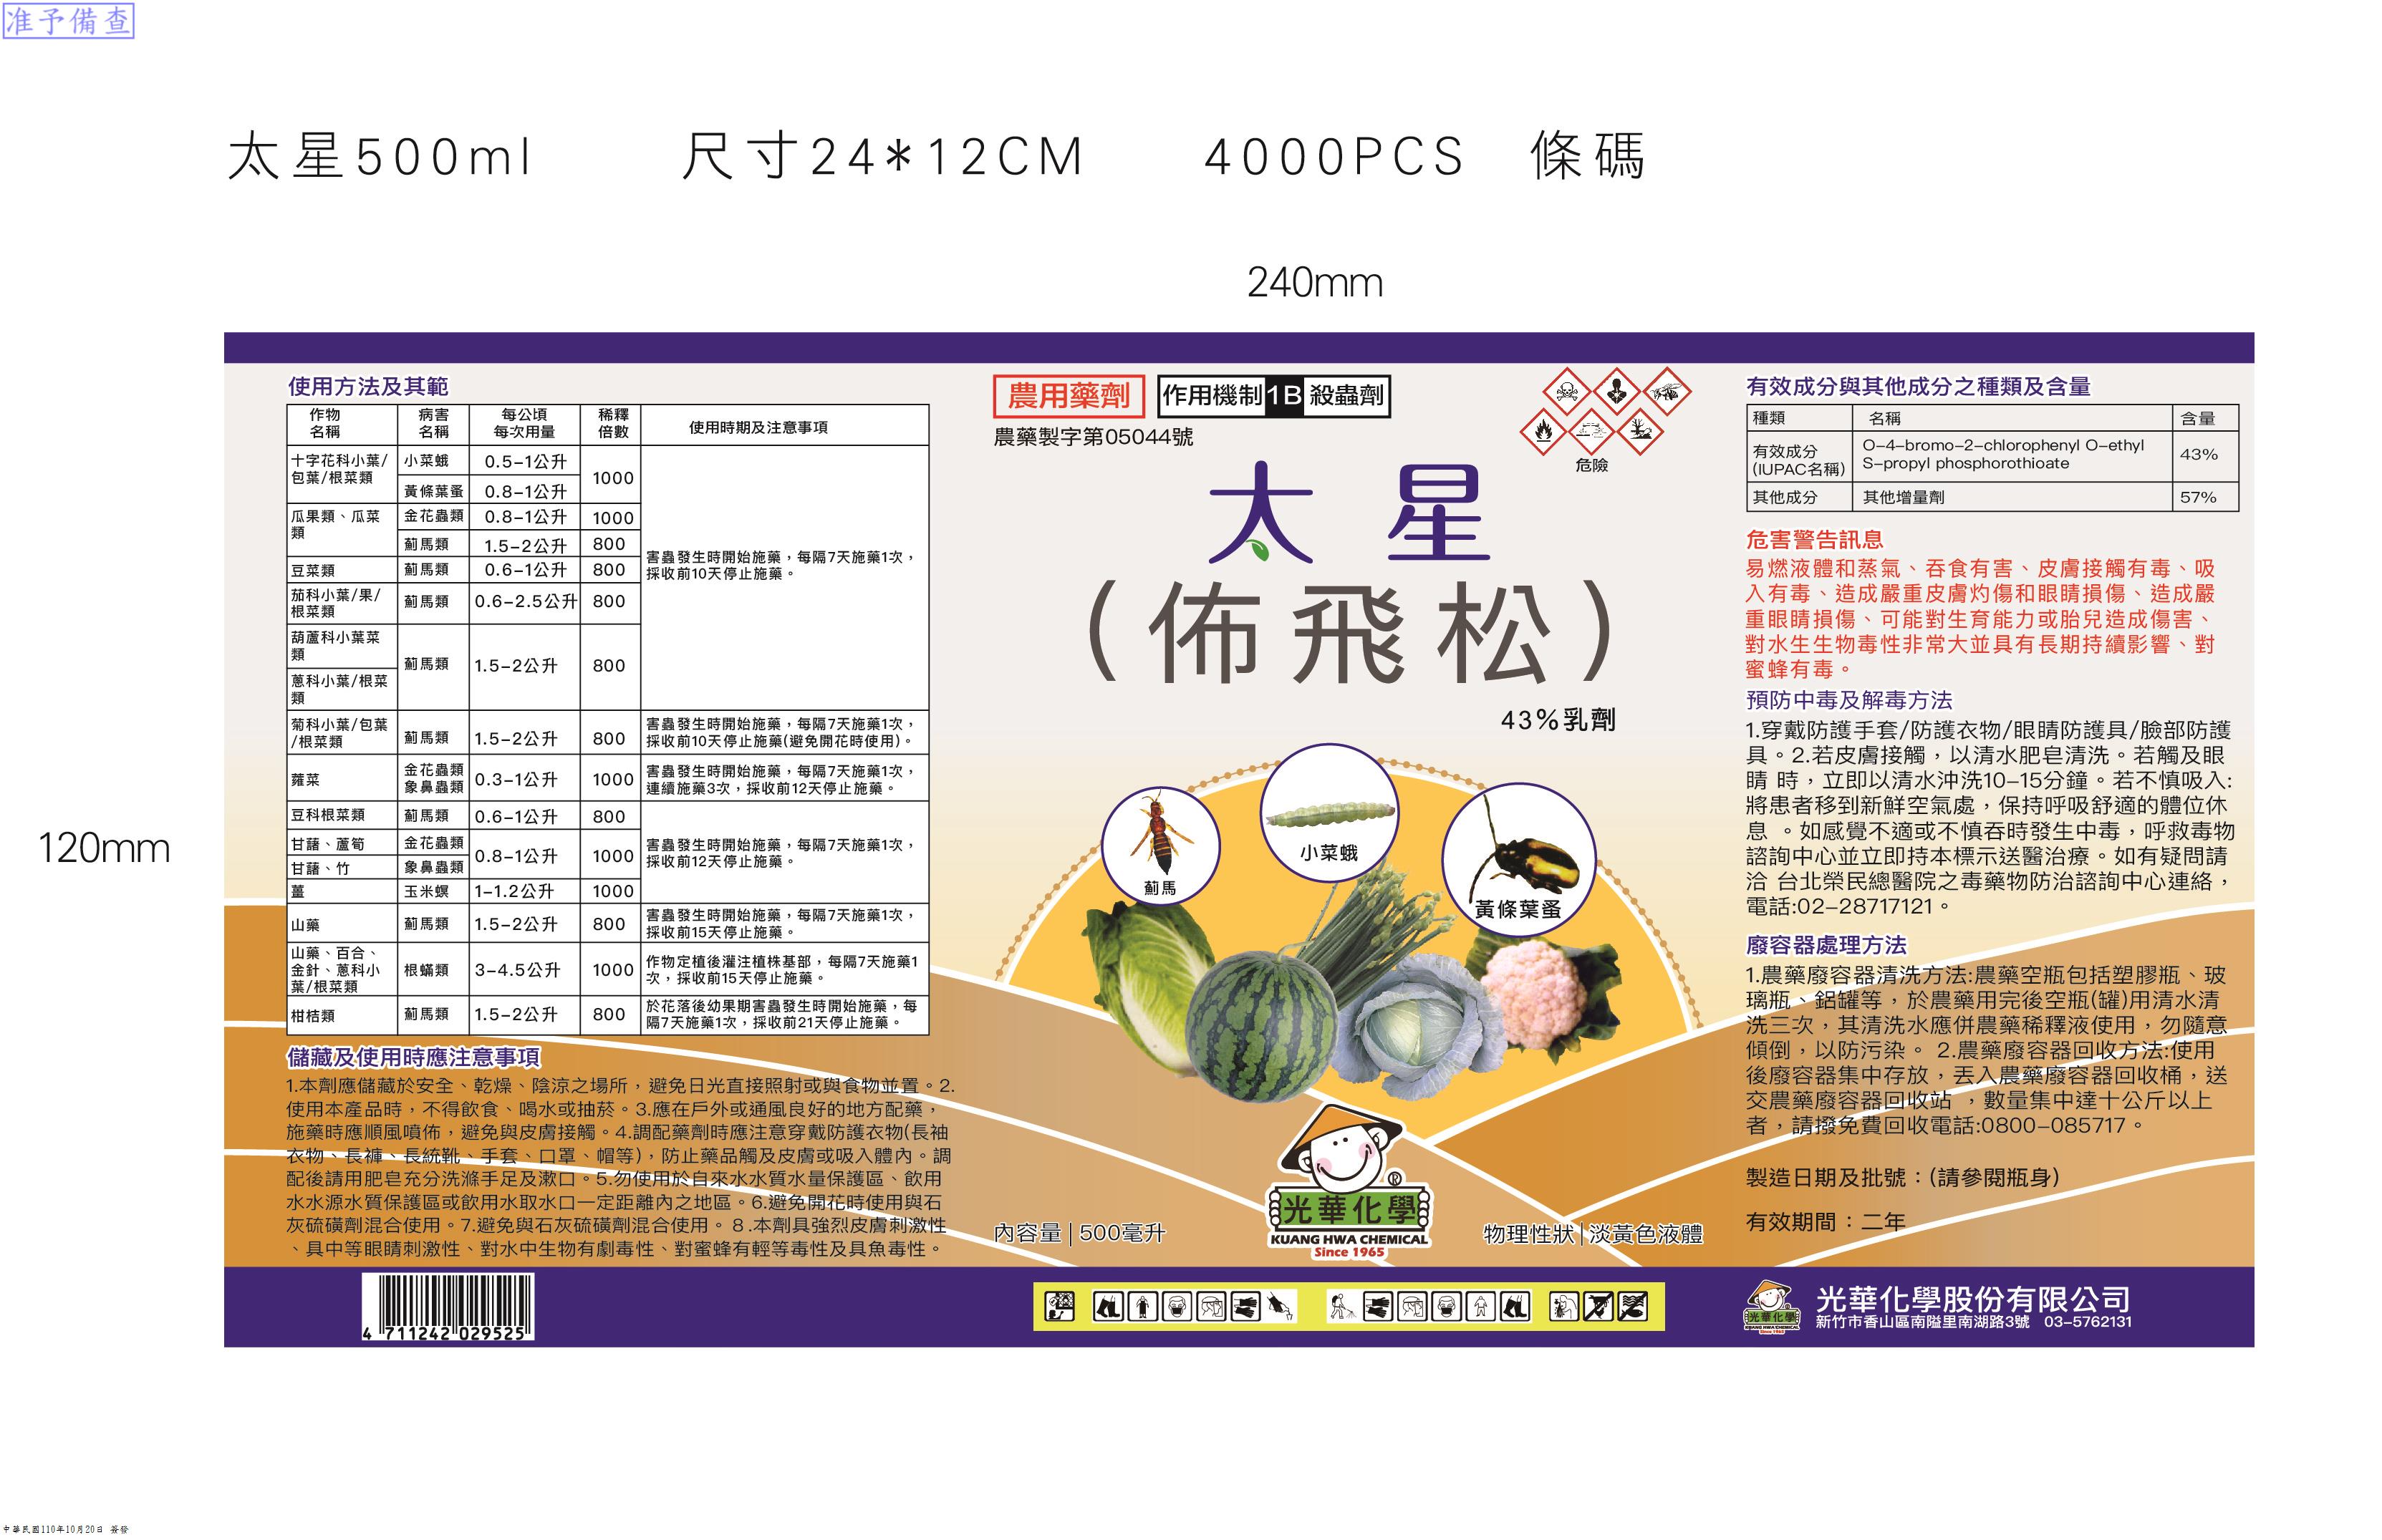 准予備查
太星500ml 尺寸24*12CM 4000PCS 條碼
240mm
120mm
使用方法及其範
作物名稱 病害名稱 每公頃每次用量 稀釋倍數 使用時期及注意事項
十字花科小葉/包葉/根菜類 小菜蛾 0.5-1公升 1000
黃條葉蚤 0.8-1公升
瓜果類、瓜菜類 金花蟲類 0.8-1公升 1000
薊馬類 1.5-2公升 800
害蟲發生時開始施藥，每隔7天施藥1次，
採收前10天停止施藥。
豆菜類 薊馬類 0.6-1公升 800
茄科小葉/果/根菜類 薊馬類 0.6-2.5公升 800
葫蘆科小葉菜類 薊馬類 1.5-2公升 800
蔥科小葉/根菜類
菊科小葉/包葉/根菜類 薊馬類 1.5-2公升 800
害蟲發生時開始施藥，每隔7天施藥1次，
採收前10天停止施藥(避免開花時使用)。
蕹菜 金花蟲類 象鼻蟲類 0.3-1公升 1000
害蟲發生時開始施藥，每隔7天施藥1次，
連續施藥3次，採收前12天停止施藥。
豆科根菜類 薊馬類 0.6-1公升 800
甘藷、蘆筍 金花蟲類 0.8-1公升 1000
甘藷、竹 象鼻蟲類
害蟲發生時開始施藥，每隔7天施藥1次，
採收前12天停止施藥。
薑 玉米螟 1-1.2公升 1000
山藥 薊馬類 1.5-2公升 800
害蟲發生時開始施藥，每隔7天施藥1次，
採收前15天停止施藥。
山藥、百合、金針、蔥科小葉/根菜類 根蟎類 3-4.5公升 1000
作物定植後灌注植株基部，每隔7天施藥1
次，採收前15天停止施藥。
柑桔類 薊馬類 1.5-2公升 800
於花落後幼果期害蟲發生時開始施藥，每
隔7天施藥1次，採收前21天停止施藥。
儲藏及使用時應注意事項
1.本劑應儲藏於安全、乾燥、陰涼之場所，避免日光直接照射或與食物並置。2.
使用本產品時，不得飲食、喝水或抽菸。3.應在戶外或通風良好的地方配藥，
施藥時應順風噴佈，避免與皮膚接觸。4.調配藥劑時應注意穿戴防護衣物(長袖
衣物、長褲、長統靴、手套、口罩、帽等)，防止藥品觸及皮膚或吸入體內。調
配後請用肥皂充分洗滌手足及漱口。5.勿使用於自來水水質水量保護區、飲用
水水源水質保護區或飲用水取水口一定距離內之地區。6.避免開花時使用與石
灰硫磺劑混合使用。7.避免與石灰硫磺劑混合使用。8.本劑具強烈皮膚刺激性
、具中等眼睛刺激性、對水中生物有劇毒性、對蜜蜂有輕等毒性及具魚毒性。
4 711242 029525
農用藥劑 作用機制 1B 殺蟲劑
農藥製字第05044號
危險
太星
(佈飛松)
43%乳劑
薊馬
小菜蛾
黃條葉蚤
®
光華化學
KUANG HWA CHEMICAL
Since 1965
內容量|500毫升
物理性狀|淡黃色液體
有效成分與其他成分之種類及含量
種類 名稱 含量
有效成分
(IUPAC名稱)
O-4-bromo-2-chlorophenyl O-ethyl
S-propyl phosphorothioate
43%
其他成分 其他增量劑 57%
危害警告訊息
易燃液體和蒸氣、吞食有害、皮膚接觸有毒、吸
入有毒、造成嚴重皮膚灼傷和眼睛損傷、造成嚴
重眼睛損傷、可能對生育能力或胎兒造成傷害、
對水生生物毒性非常大並具有長期持續影響、對
蜜蜂有毒。
預防中毒及解毒方法
1.穿戴防護手套/防護衣物/眼睛防護具/臉部防護
具。2.若皮膚接觸，以清水肥皂清洗。若觸及眼
睛 時，立即以清水沖洗10-15分鐘。若不慎吸入:
將患者移到新鮮空氣處，保持呼吸舒適的體位休
息 。如感覺不適或不慎吞時發生中毒，呼救毒物
諮詢中心並立即持本標示送醫治療。如有疑問請
洽 台北榮民總醫院之毒藥物防治諮詢中心連絡，
電話:02-28717121。
廢容器處理方法
1.農藥廢容器清洗方法:農藥空瓶包括塑膠瓶、玻
璃瓶、鋁罐等，於農藥用完後空瓶(罐)用清水清
洗三次，其清洗水應併農藥稀釋液使用，勿隨意
傾倒，以防污染。 2.農藥廢容器回收方法:使用
後廢容器集中存放，丟入農藥廢容器回收桶，送
交農藥廢容器回收站 ，數量集中達十公斤以上
者，請撥免費回收電話:0800-085717。
製造日期及批號：(請參閱瓶身)
有效期間：二年
光華化學
KUANG HWA CHEMICAL
Since 1965
光華化學股份有限公司
新竹市香山區南隘里南湖路3號 03-5762131
中華民國110年10月20日 簽發